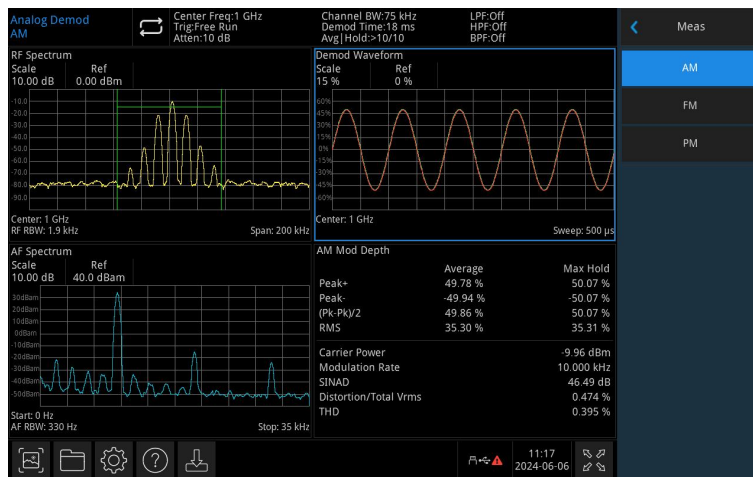 Analog Demod
AM
Center Freq:1 GHz
Trig:Free Run
Atten:10 dB
Channel BW:75 kHz
Demod Time:18 ms
Avg|Hold:>10/10
LPF:Off
HPF:Off
BPF:Off
Meas
AM
FM
PM
RF Spectrum
Scale Ref
10.00 dB 0.00 dBm
-10.0
-20.0
-30.0
-40.0
-50.0
-60.0
-70.0
-80.0
-90.0
Center: 1 GHz
RF RBW: 1.9 kHz Span: 200 kHz
Demod Waveform
Scale Ref
15 % 0 %
60%
45%
30%
15%
0%
-15%
-30%
-45%
Center: 1 GHz
Sweep: 500 µs
AF Spectrum
Scale Ref
10.00 dB 40.0 dBam
30dBam
20dBam
10dBam
0dBam
-10dBam
-20dBam
-30dBam
-40dBam
-50dBam
Start: 0 Hz
AF RBW: 330 Hz Stop: 35 kHz
AM Mod Depth
Average Max Hold
Peak+ 49.78 % 50.07 %
Peak- -49.94 % -50.07 %
(Pk-Pk)/2 49.86 % 50.07 %
RMS 35.30 % 35.31 %
Carrier Power -9.96 dBm
Modulation Rate 10.000 kHz
SINAD 46.49 dB
Distortion/Total Vrms 0.474 %
THD 0.395 %
11:17
2024-06-06